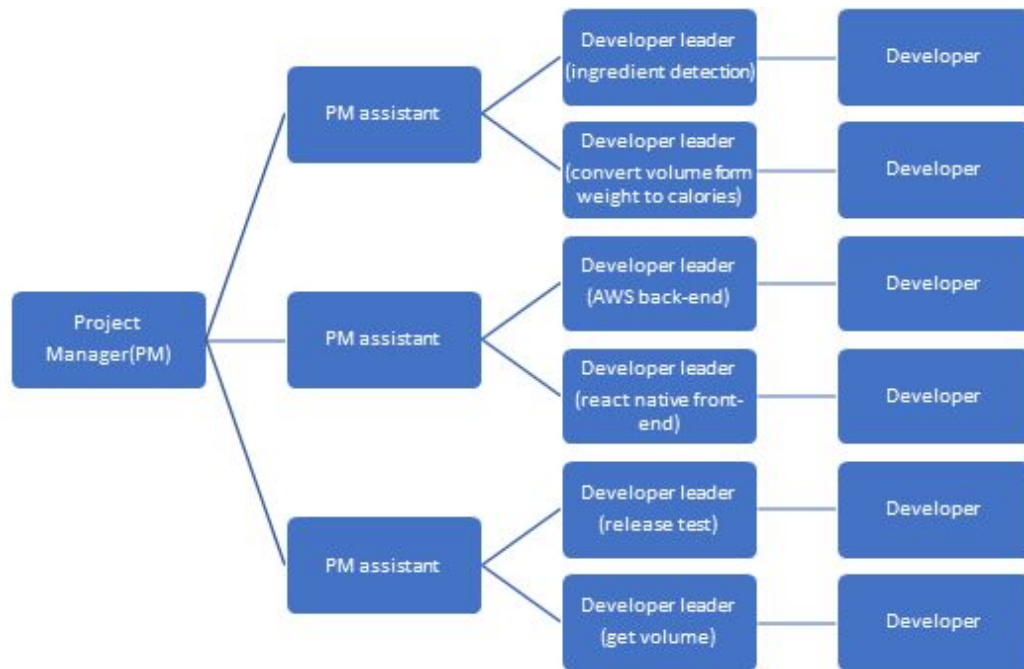 Developer leader
(ingredient detection)
Developer
PM assistant
Developer leader
(convert volume form
weight to calories)
Developer
Developer leader
(AWS back-end)
Developer
Project
Manager(PM)
PM assistant
Developer leader
(react native front-
end)
Developer
Developer leader
(release test)
Developer
PM assistant
Developer leader
(get volume)
Developer